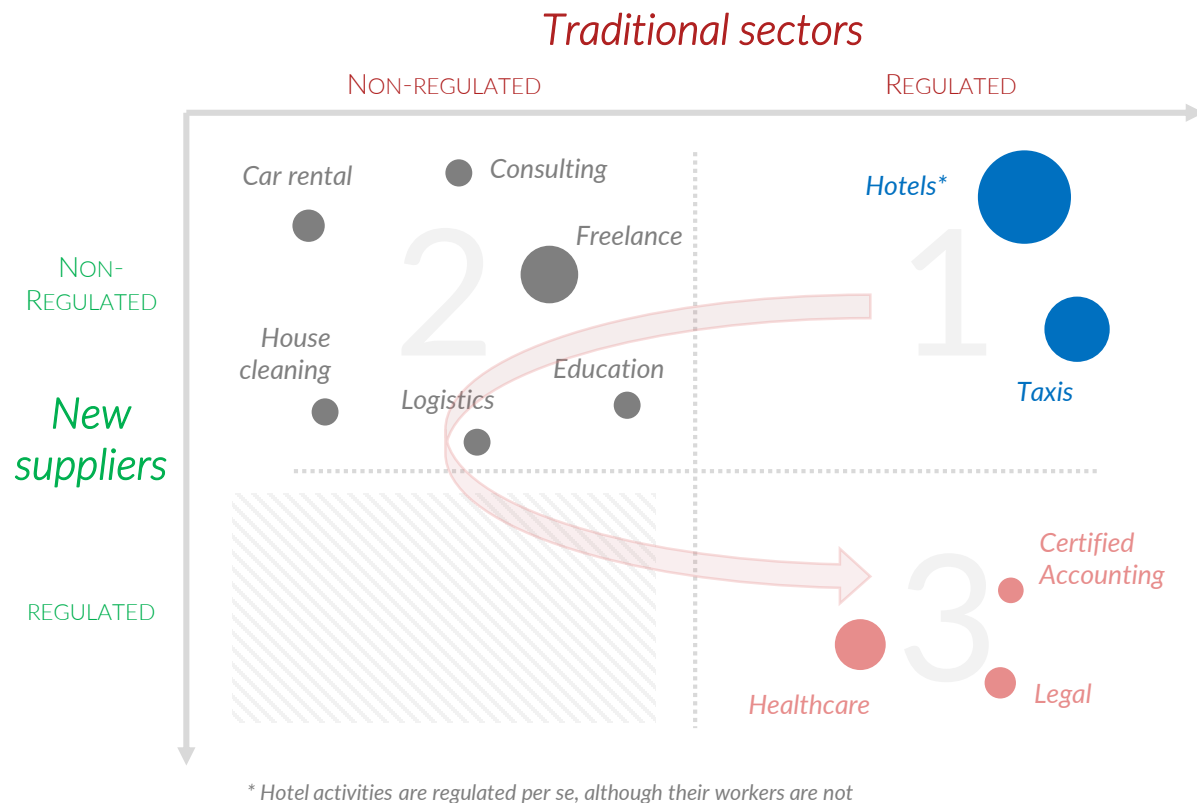 Traditional sectors
Non-regulated
Regulated
Car rental
Consulting
Hotels*
Freelance
2
1
Non-
Regulated
House
cleaning
Education
Logistics
Taxis
New
suppliers
Certified
Accounting
regulated
3
Healthcare
Legal
* Hotel activities are regulated per se, although their workers are not